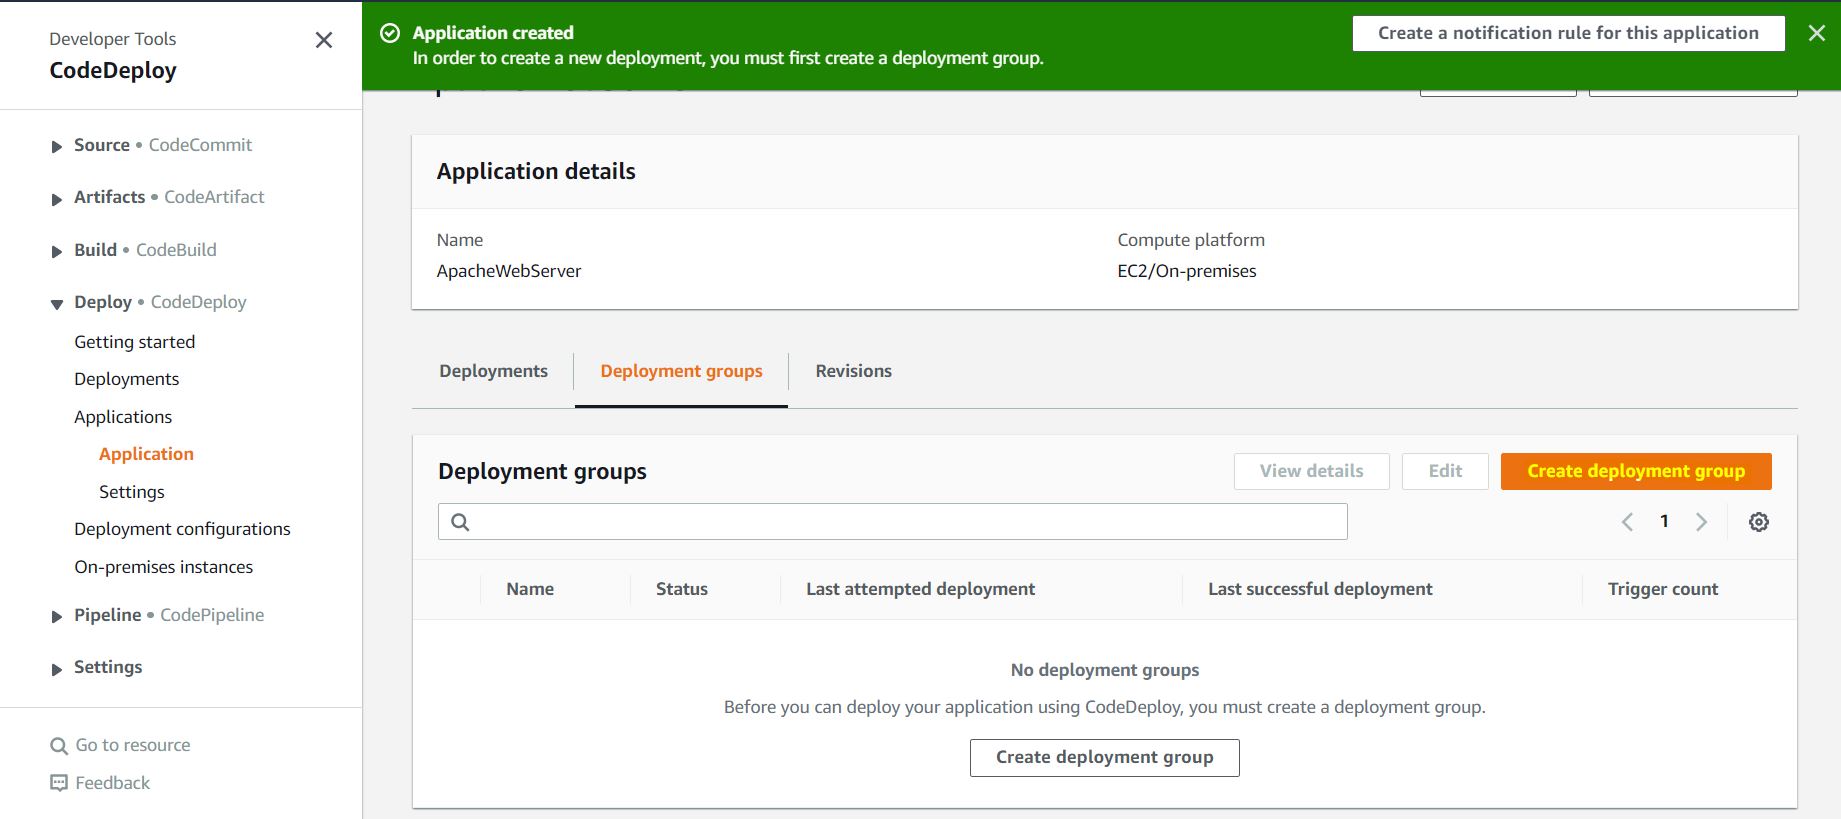 Developer Tools
CodeDeploy
Source • CodeCommit
Artifacts • CodeArtifact
Build • CodeBuild
Deploy • CodeDeploy
Getting started
Deployments
Applications
Application
Settings
Deployment configurations
On-premises instances
Pipeline • CodePipeline
Settings
Go to resource
Feedback
Application created
In order to create a new deployment, you must first create a deployment group.
Create a notification rule for this application
Application details
Name
ApacheWebServer
Compute platform
EC2/On-premises
Deployments
Deployment groups
Revisions
Deployment groups
View details
Edit
Create deployment group
1
Name
Status
Last attempted deployment
Last successful deployment
Trigger count
No deployment groups
Before you can deploy your application using CodeDeploy, you must create a deployment group.
Create deployment group